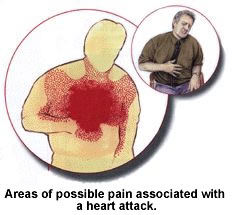 Areas of possible pain associated with
a heart attack.